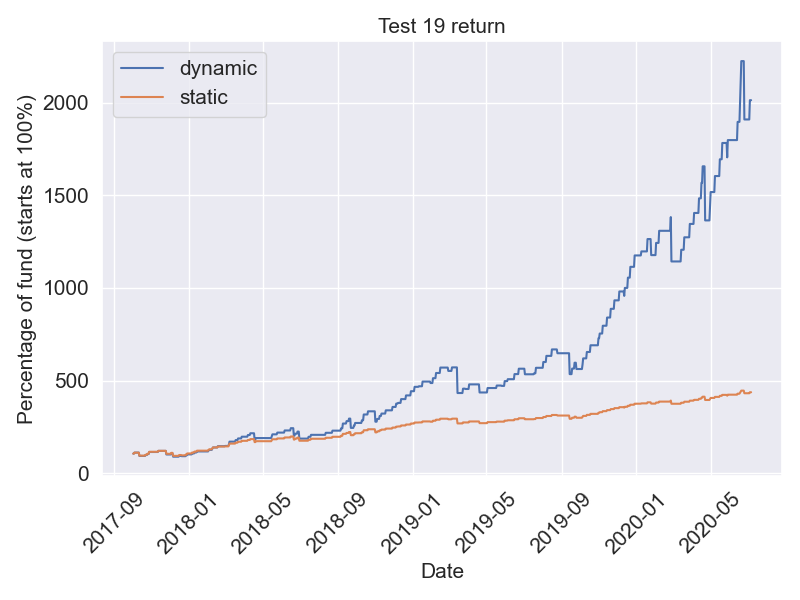 Test 19 return
dynamic
static
Percentage of fund (starts at 100%)
2000
1500
1000
500
0
2017-09
2018-01
2018-05
2018-09
2019-01
2019-05
2019-09
2020-01
2020-05
Date